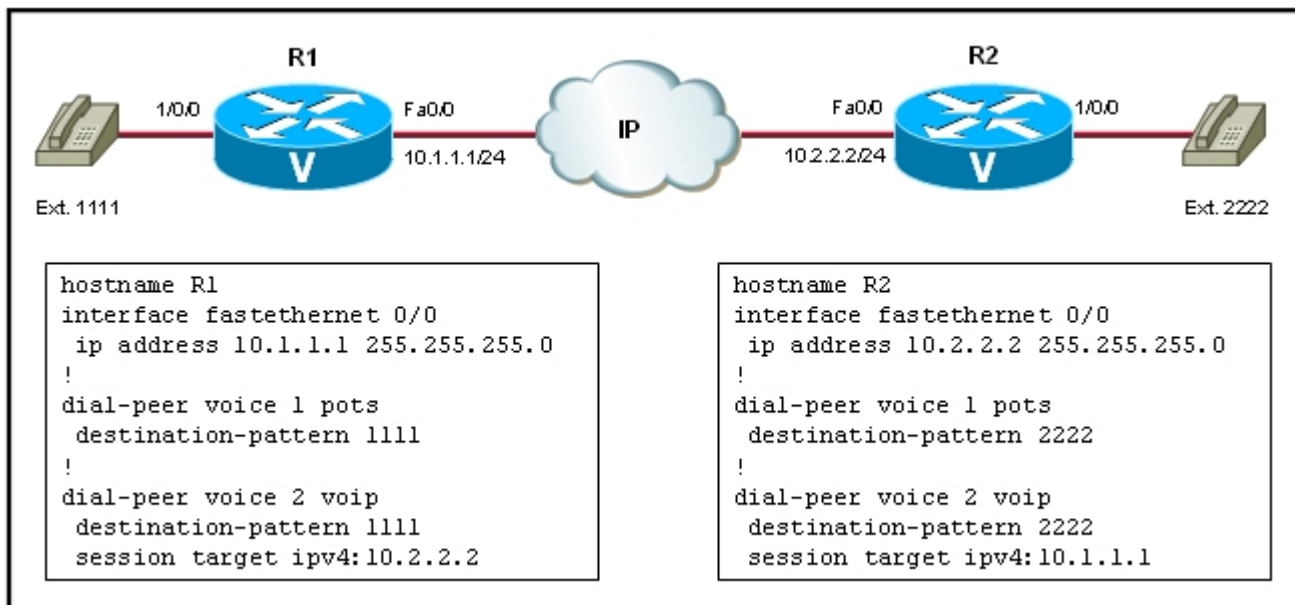 R1
R2
1/0/0
Fa0/0
IP
Fa0/0
1/0/0
V
10.1.1.1/24
10.2.2.2/24
V
Ext. 1111
Ext. 2222
hostname R1
interface fastethernet 0/0
ip address 10.1.1.1 255.255.255.0
!
dial-peer voice 1 pots
destination-pattern 1111
!
dial-peer voice 2 voip
destination-pattern 1111
session target ipv4:10.2.2.2
hostname R2
interface fastethernet 0/0
ip address 10.2.2.2 255.255.255.0
!
dial-peer voice 1 pots
destination-pattern 2222
!
dial-peer voice 2 voip
destination-pattern 2222
session target ipv4:10.1.1.1